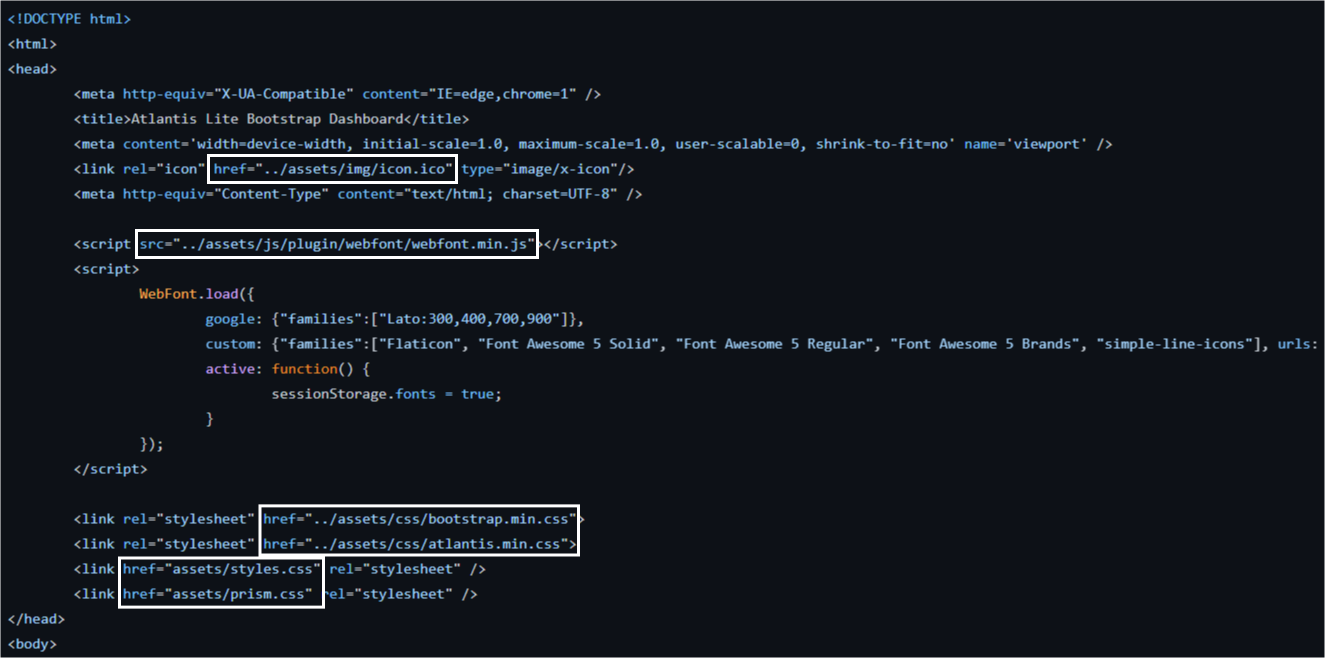 <!DOCTYPE html>
<html>
<head>
<meta http-equiv="X-UA-Compatible" content="IE=edge,chrome=1" />
<title>Atlantis Lite Bootstrap Dashboard</title>
<meta content='width=device-width, initial-scale=1.0, maximum-scale=1.0, user-scalable=0, shrink-to-fit=no' name='viewport' />
<link rel="icon" href="../assets/img/icon.ico" type="image/x-icon"/>
<meta http-equiv="Content-Type" content="text/html; charset=UTF-8" />
<script src="../assets/js/plugin/webfont/webfont.min.js"></script>
<script>
WebFont.load({
google: {"families":["Lato:300,400,700,900"]},
custom: {"families":["Flaticon", "Font Awesome 5 Solid", "Font Awesome 5 Regular", "Font Awesome 5 Brands", "simple-line-icons"], urls:
active: function() {
sessionStorage.fonts = true;
}
});
</script>
<link rel="stylesheet" href="../assets/css/bootstrap.min.css">
<link rel="stylesheet" href="../assets/css/atlantis.min.css">
<link href="assets/styles.css" rel="stylesheet" />
<link href="assets/prism.css" rel="stylesheet" />
</head>
<body>